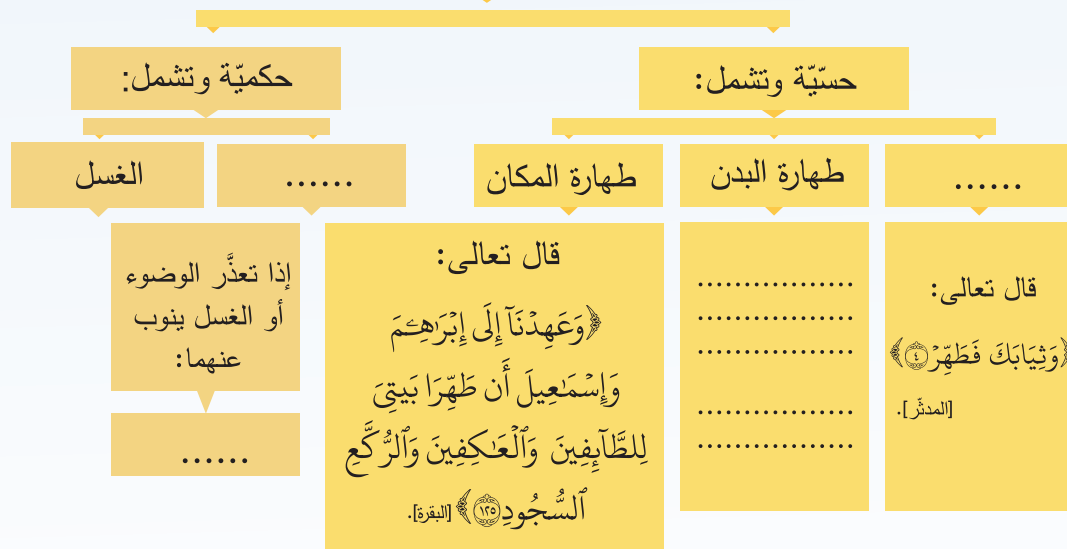 حسّيّة وتشمل:
حكميّة وتشمل:
......
طهارة البدن
طهارة المكان
......
الغسل
قال تعالى:
﴿وَثِيَابَكَ فَطَهِّرۡ ٤﴾
[المدثّر].
.................
.................
.................
.................
.................
قال تعالى:
﴿وَعَهِدۡنَآ إِلَىٰٓ إِبۡرَٰهِـۧمَ
وَإِسۡمَٰعِيلَ أَن طَهِّرَا بَيۡتِيَ
لِلطَّآئِفِينَ وَٱلۡعَٰكِفِينَ وَٱلرُّكَّعِ
ٱلسُّجُودِ ١٢٥﴾ [البقرة].
إذا تعذَّر الوضوء
أو الغسل ينوب
عنهما:
......